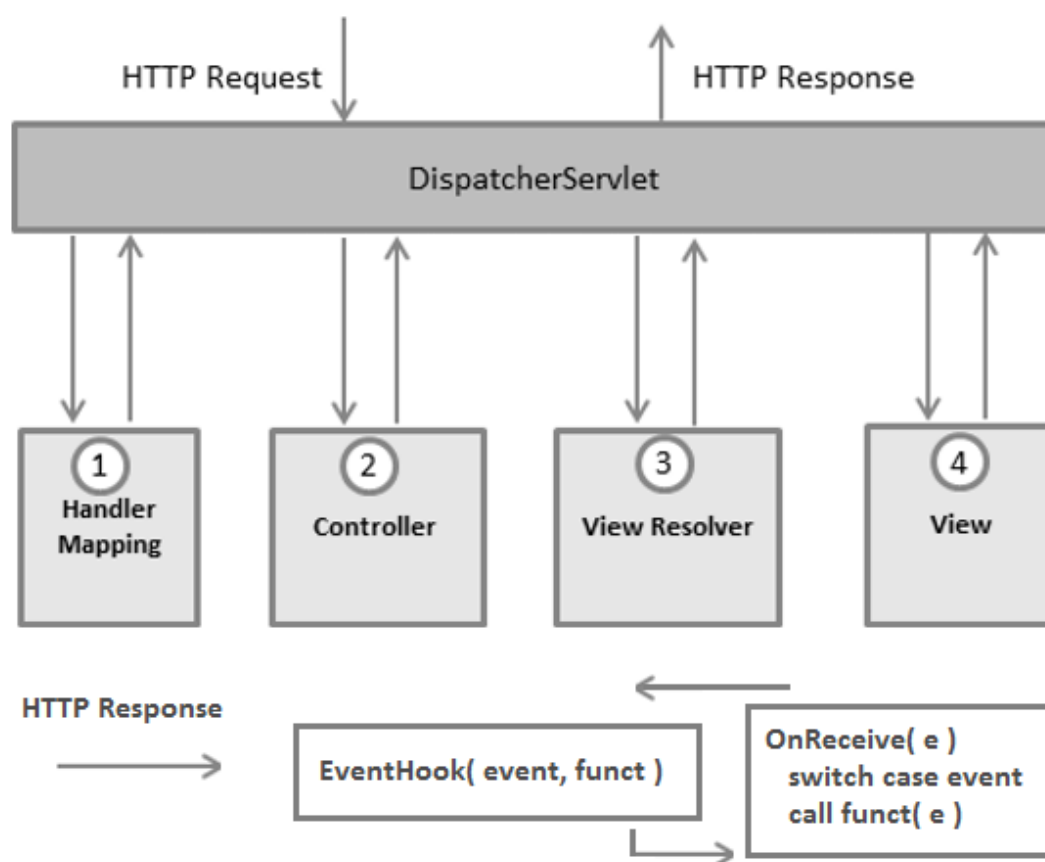 HTTP Request
HTTP Response
DispatcherServlet
1
Handler
Mapping
2
Controller
3
View Resolver
4
View
HTTP Response
EventHook( event, funct )
OnReceive( e )
switch case event
call funct( e )